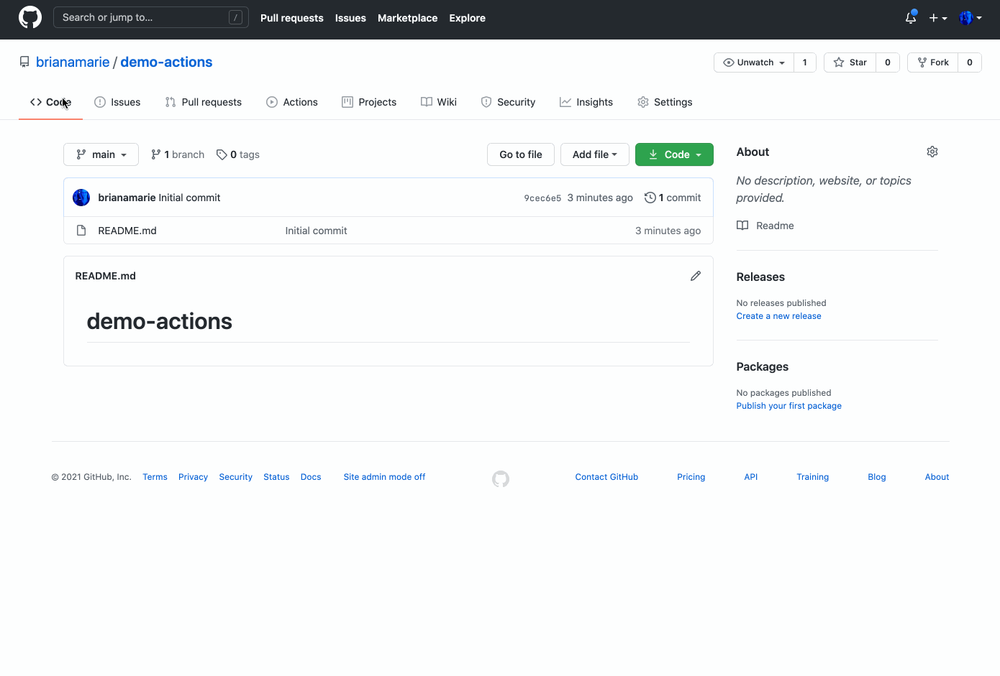 Search or jump to... /
Pull requests Issues Marketplace Explore
brianamarie / demo-actions
Unwatch 1 Star 0 Fork 0
Code Issues Pull requests Actions Projects Wiki Security Insights Settings
main 1 branch 0 tags Go to file Add file Code
brianamarie Initial commit 9cec6e5 3 minutes ago 1 commit
README.md Initial commit 3 minutes ago
README.md
demo-actions
About
No description, website, or topics
provided.
Readme
Releases
No releases published
Create a new release
Packages
No packages published
Publish your first package
© 2021 GitHub, Inc. Terms Privacy Security Status Docs Site admin mode off Contact GitHub Pricing API Training Blog About